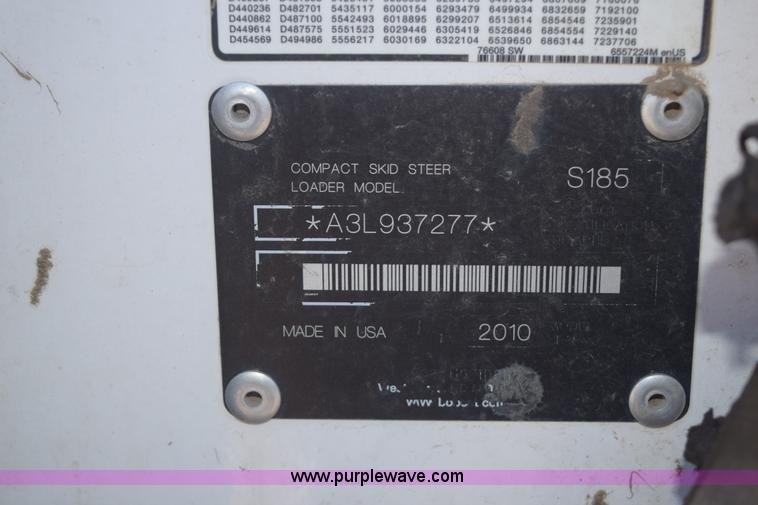 D440236 D482701 5435117 6000154 6293479 6499934 6832659 7192100
D440862 D487100 5542493 6018895 6299207 6513614 6854546 7235901
D449614 D487575 5551523 6029446 6305419 6526846 6854554 7229140
D454569 D494986 5556217 6030169 6322104 6539650 6863144 7237706
76608 SW 6557224M enUS
COMPACT SKID STEER
LOADER MODEL S185
*A3L937277*
MADE IN USA 2010
www.purplewave.com